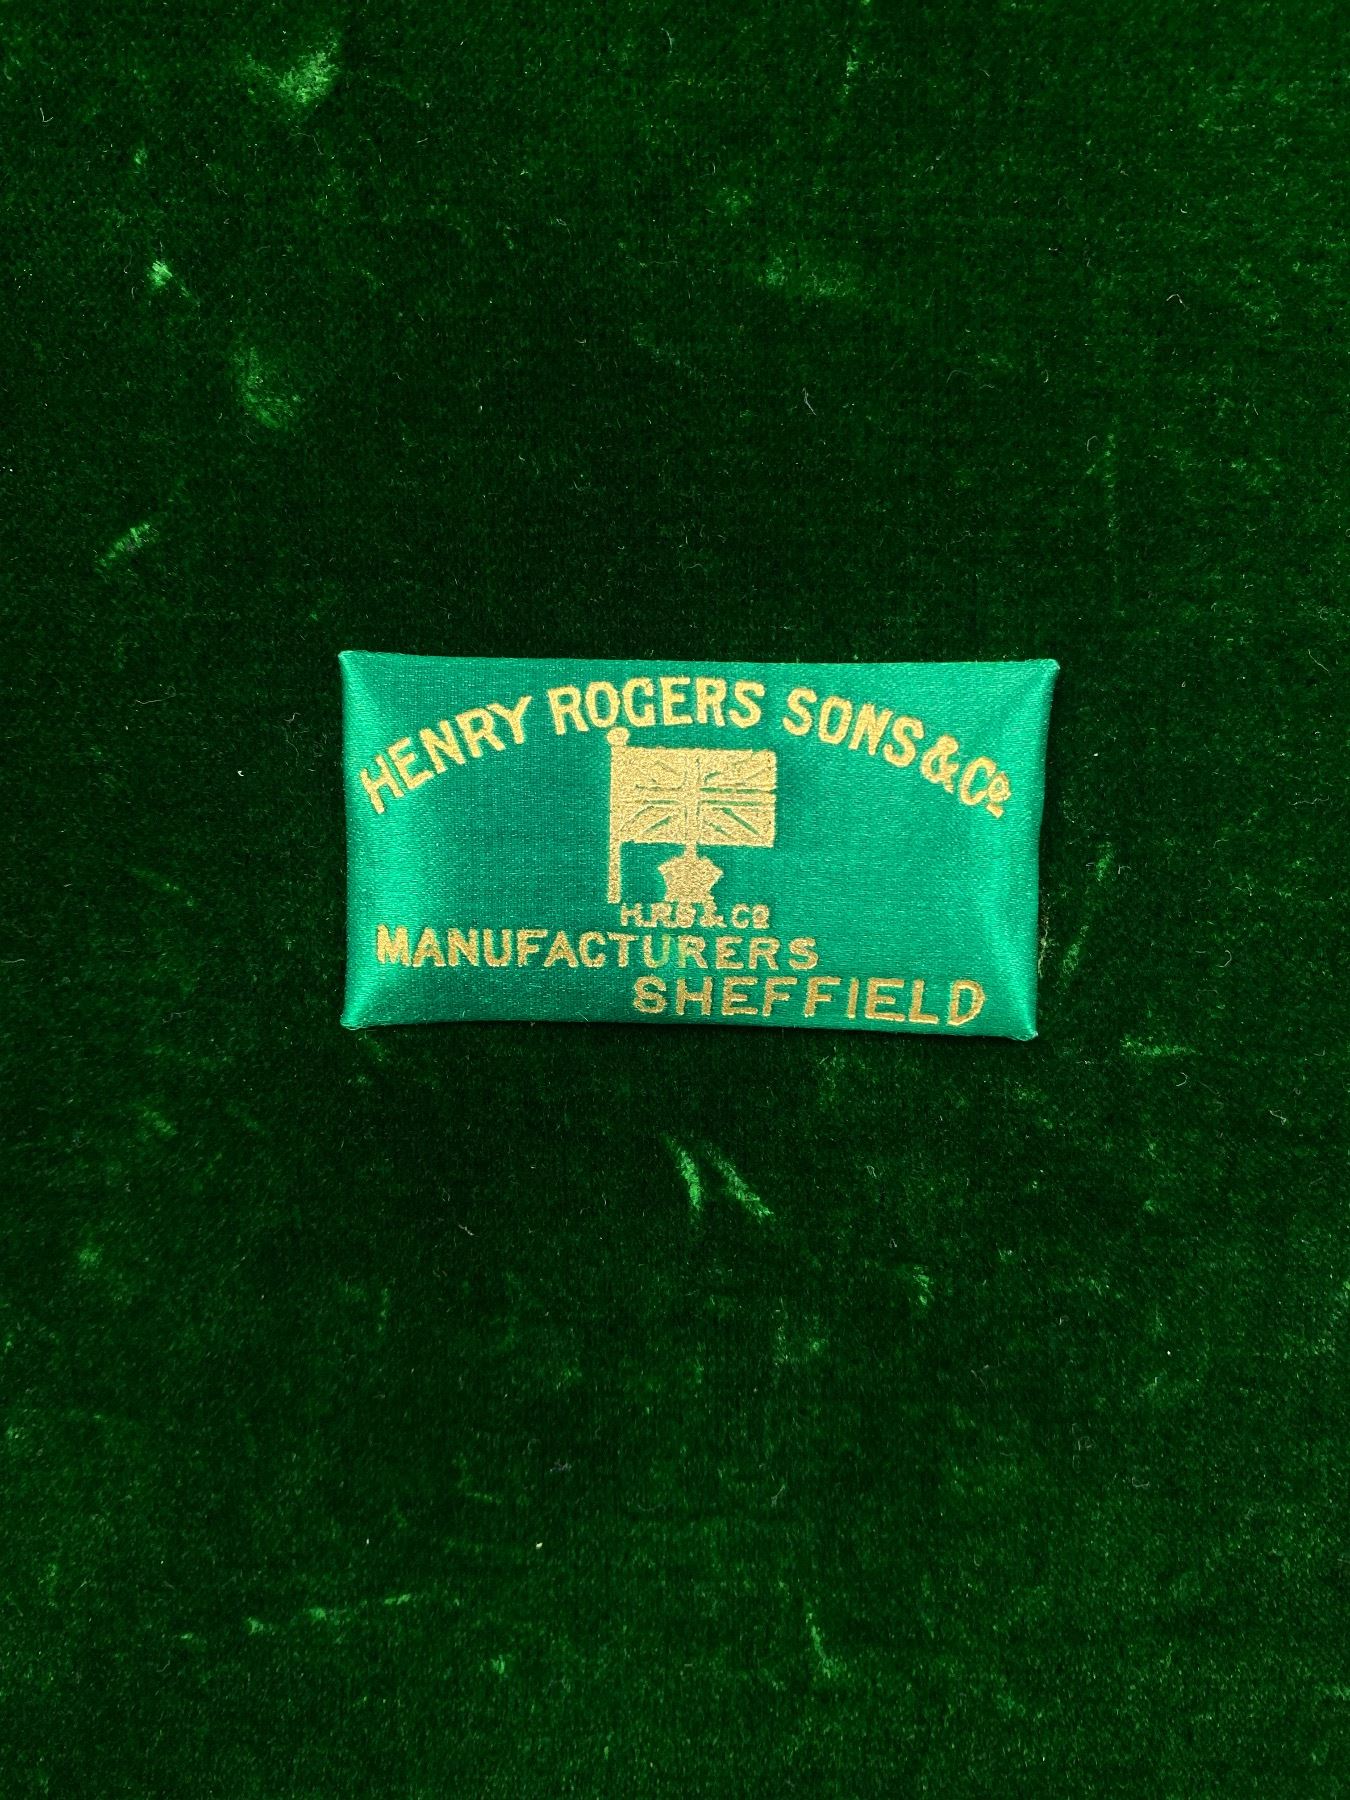 HENRY ROGERS SONS & Co
H.R.S & Co
MANUFACTURERS
SHEFFIELD